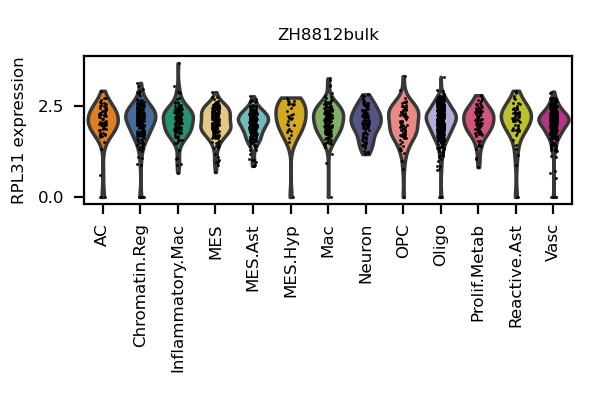 ZH8812bulk
RPL31 expression
2.5
0.0
AC
Chromatin.Reg
Inflammatory.Mac
MES
MES.Ast
MES.Hyp
Mac
Neuron
OPC
Oligo
Prolif.Metab
Reactive.Ast
Vasc